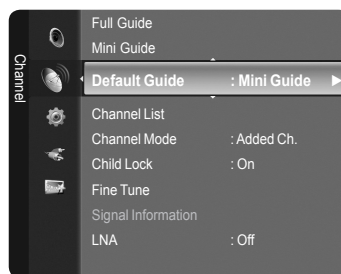 Channel
Full Guide
Mini Guide
Default Guide : Mini Guide
Channel List
Channel Mode : Added Ch.
Child Lock : On
Fine Tune
Signal Information
LNA : Off